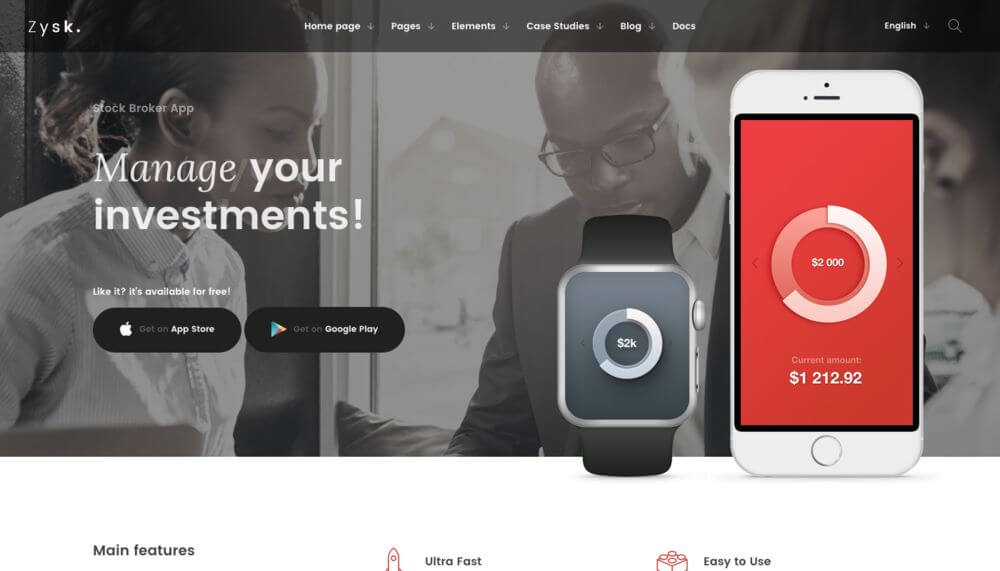 Zysk.
Home page
Pages
Elements
Case Studies
Blog
Docs
English
Stock Broker App
Manage your
investments!
Like it? it's available for free!
Get on App Store
Get on Google Play
$2k
$2 000
Current amount:
$1 212.92
Main features
Ultra Fast
Easy to Use